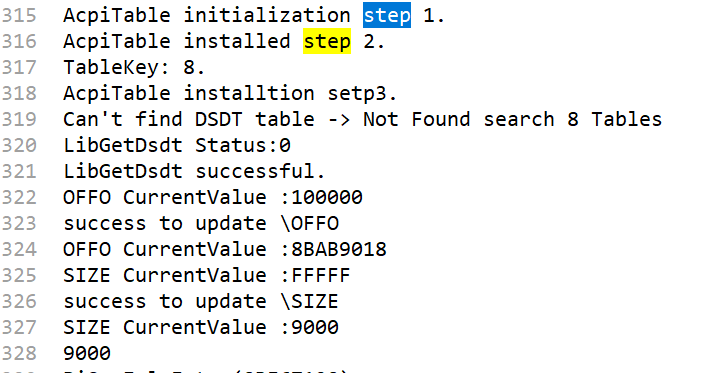 315 AcpiTable initialization step 1.
316 AcpiTable installed step 2.
317 TableKey: 8.
318 AcpiTable installtion setp3.
319 Can't find DSDT table -> Not Found search 8 Tables
320 LibGetDsdt Status:0
321 LibGetDsdt successful.
322 OFFO CurrentValue :100000
323 success to update \OFFO
324 OFFO CurrentValue :8BAB9018
325 SIZE CurrentValue :FFFFF
326 success to update \SIZE
327 SIZE CurrentValue :9000
328 9000